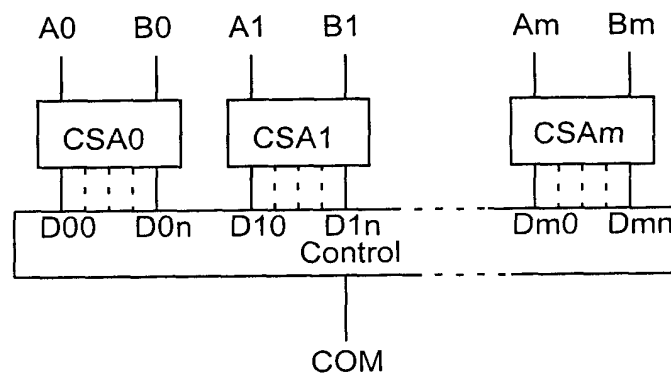 A0 B0 A1 B1 Am Bm
CSA0 CSA1 CSAm
D00 D0n D10 D1n Dm0 Dmn
Control
COM